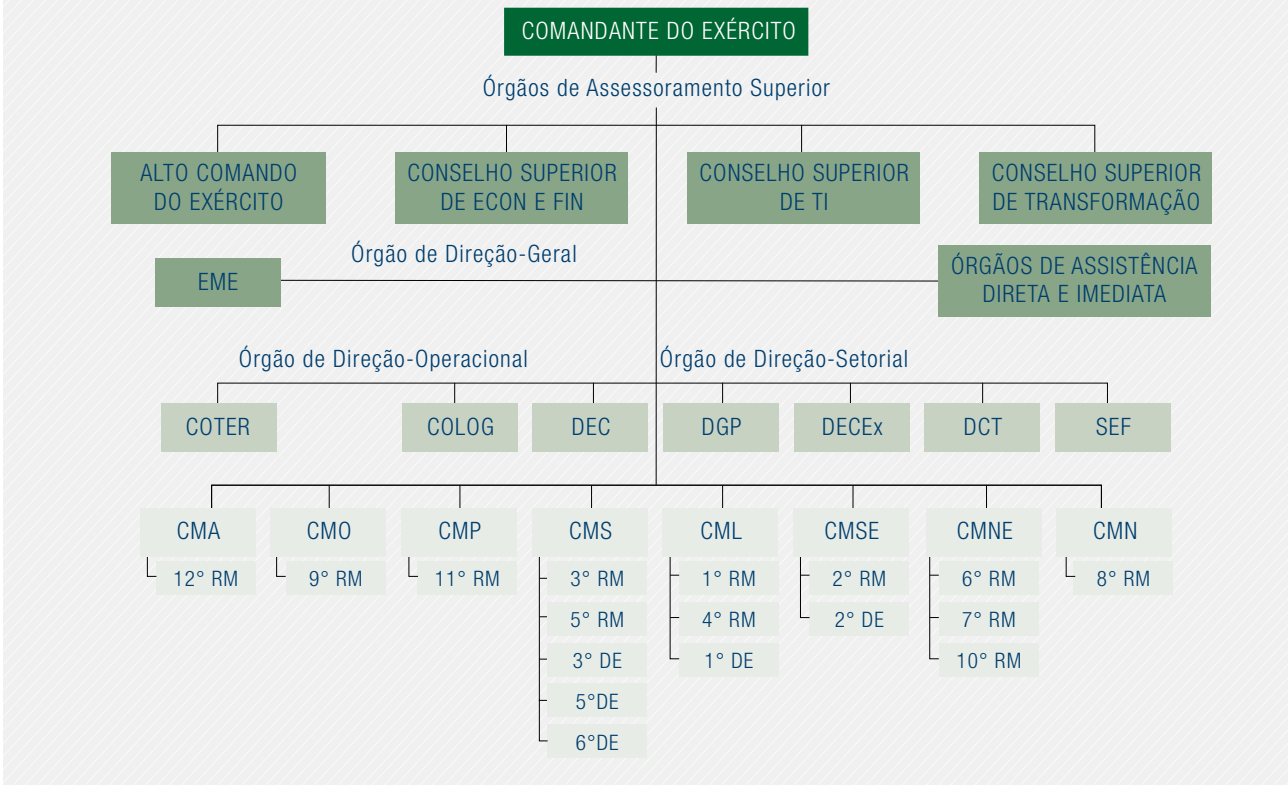 COMANDANTE DO EXÉRCITO
Órgãos de Assessoramento Superior
ALTO COMANDO
DO EXÉRCITO
CONSELHO SUPERIOR
DE ECON E FIN
CONSELHO SUPERIOR
DE TI
CONSELHO SUPERIOR
DE TRANSFORMAÇÃO
Órgão de Direção-Geral
EME
ÓRGÃOS DE ASSISTÊNCIA
DIRETA E IMEDIATA
Órgão de Direção-Operacional
Órgão de Direção-Setorial
COTER
COLOG
DEC
DGP
DECEx
DCT
SEF
CMA
12° RM
CMO
9° RM
CMP
11° RM
CMS
3° RM
5° RM
3° DE
5°DE
6°DE
CML
1° RM
4° RM
1° DE
CMSE
2° RM
2° DE
CMNE
6° RM
7° RM
10° RM
CMN
8° RM